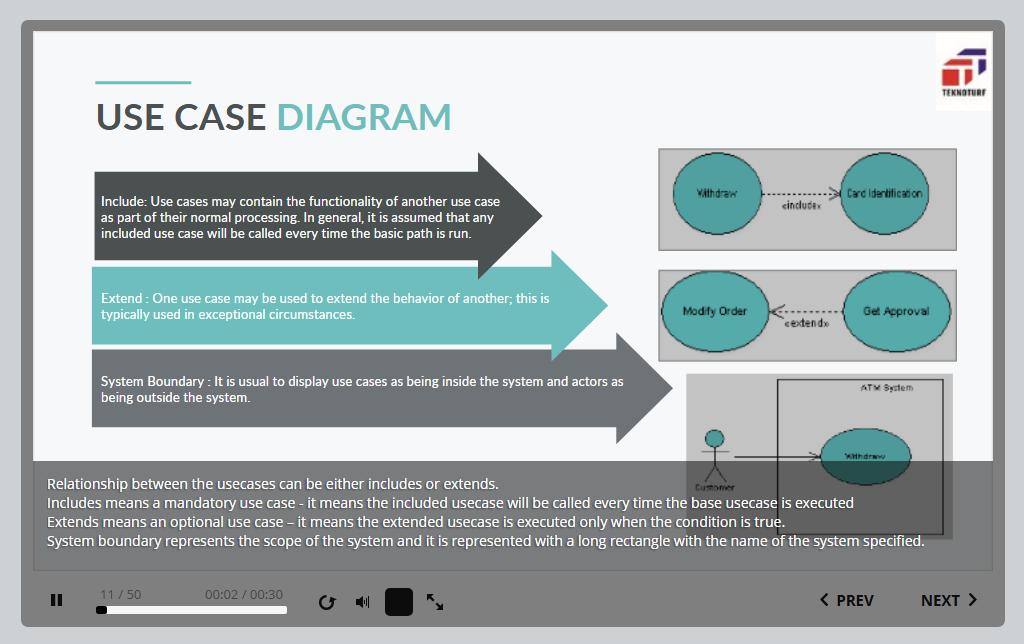 TEKNOTURF
USE CASE DIAGRAM
Include: Use cases may contain the functionality of another use case
as part of their normal processing. In general, it is assumed that any
included use case will be called every time the basic path is run.
Withdraw
«include»
Card Identification
Extend : One use case may be used to extend the behavior of another; this is
typically used in exceptional circumstances.
Modify Order
«extend»
Get Approval
System Boundary : It is usual to display use cases as being inside the system and actors as
being outside the system.
ATM System
Withdraw
Customer
Relationship between the usecases can be either includes or extends.
Includes means a mandatory use case - it means the included usecase will be called every time the base usecase is executed
Extends means an optional use case – it means the extended usecase is executed only when the condition is true.
System boundary represents the scope of the system and it is represented with a long rectangle with the name of the system specified.
11 / 50
00:02 / 00:30
PREV
NEXT